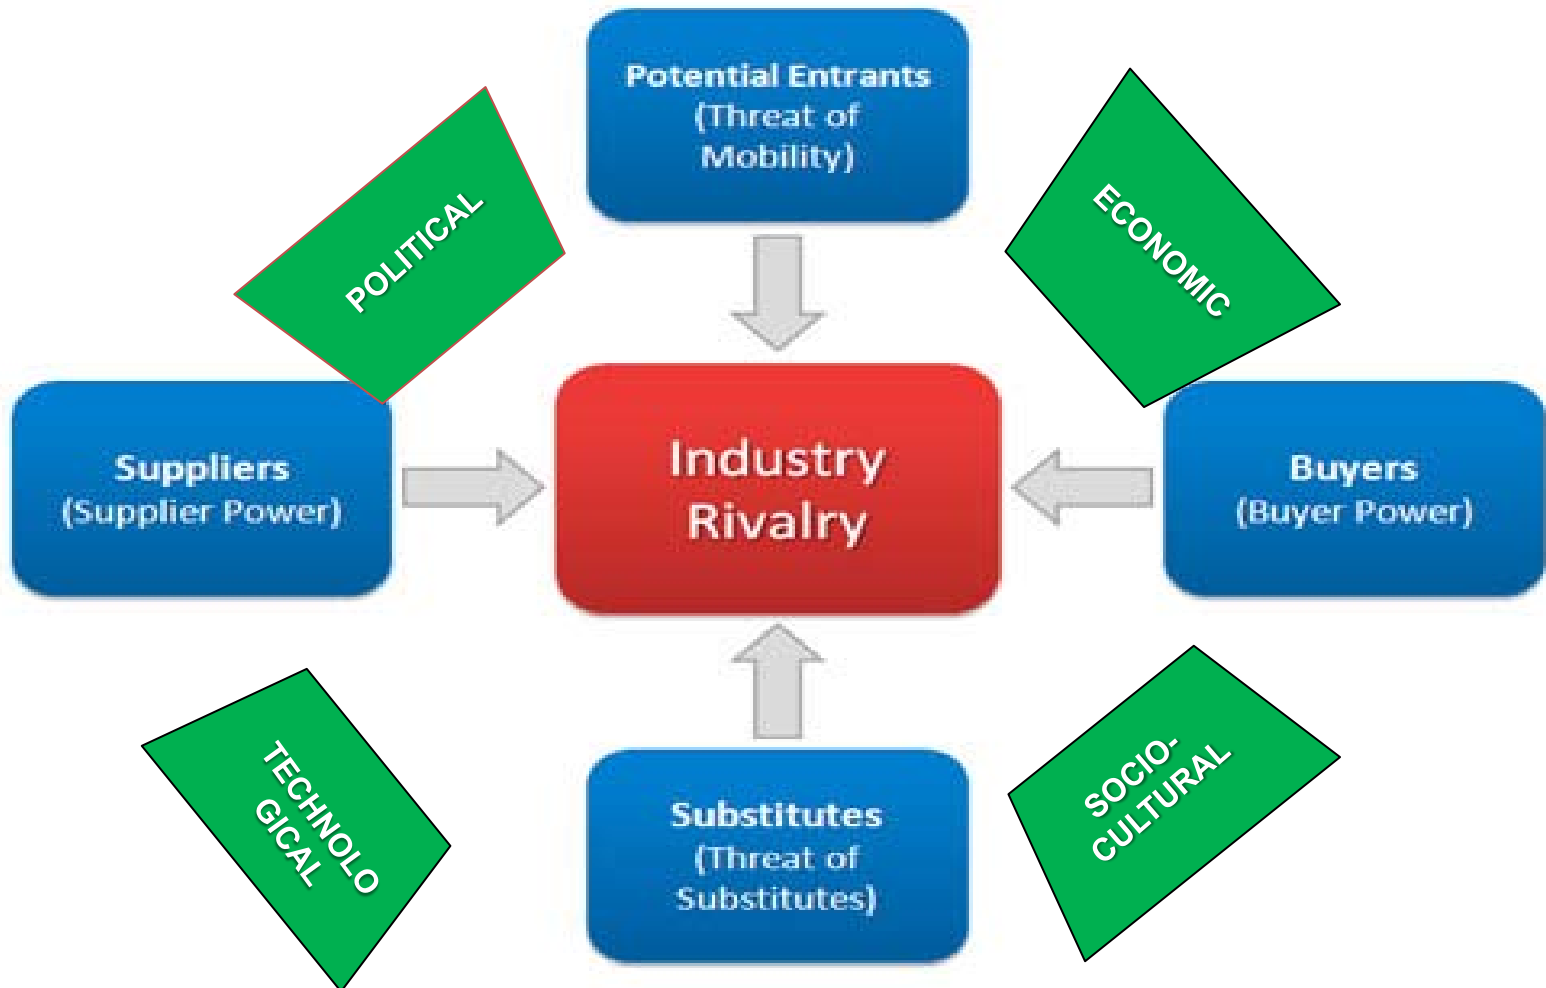 Potential Entrants
(Threat of
Mobility)
POLITICAL
ECONOMIC
Suppliers
(Supplier Power)
Industry
Rivalry
Buyers
(Buyer Power)
TECHNOLO
GICAL
Substitutes
(Threat of
Substitutes)
SOCIO-
CULTURAL